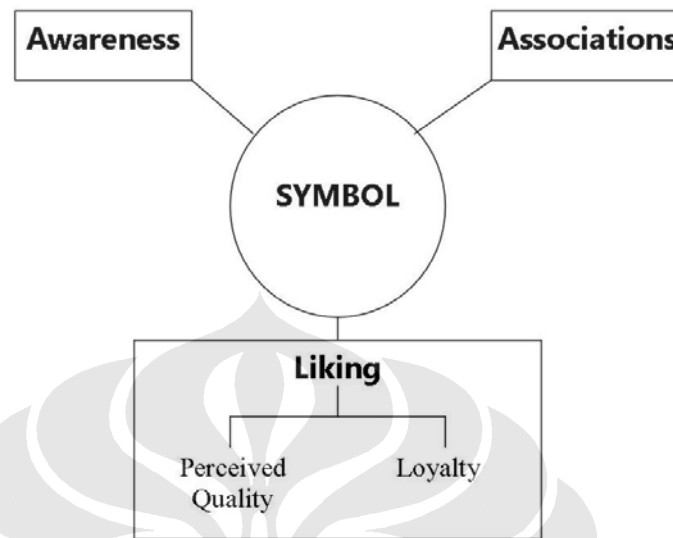 Awareness
Associations
SYMBOL
Liking
Perceived
Quality
Loyalty